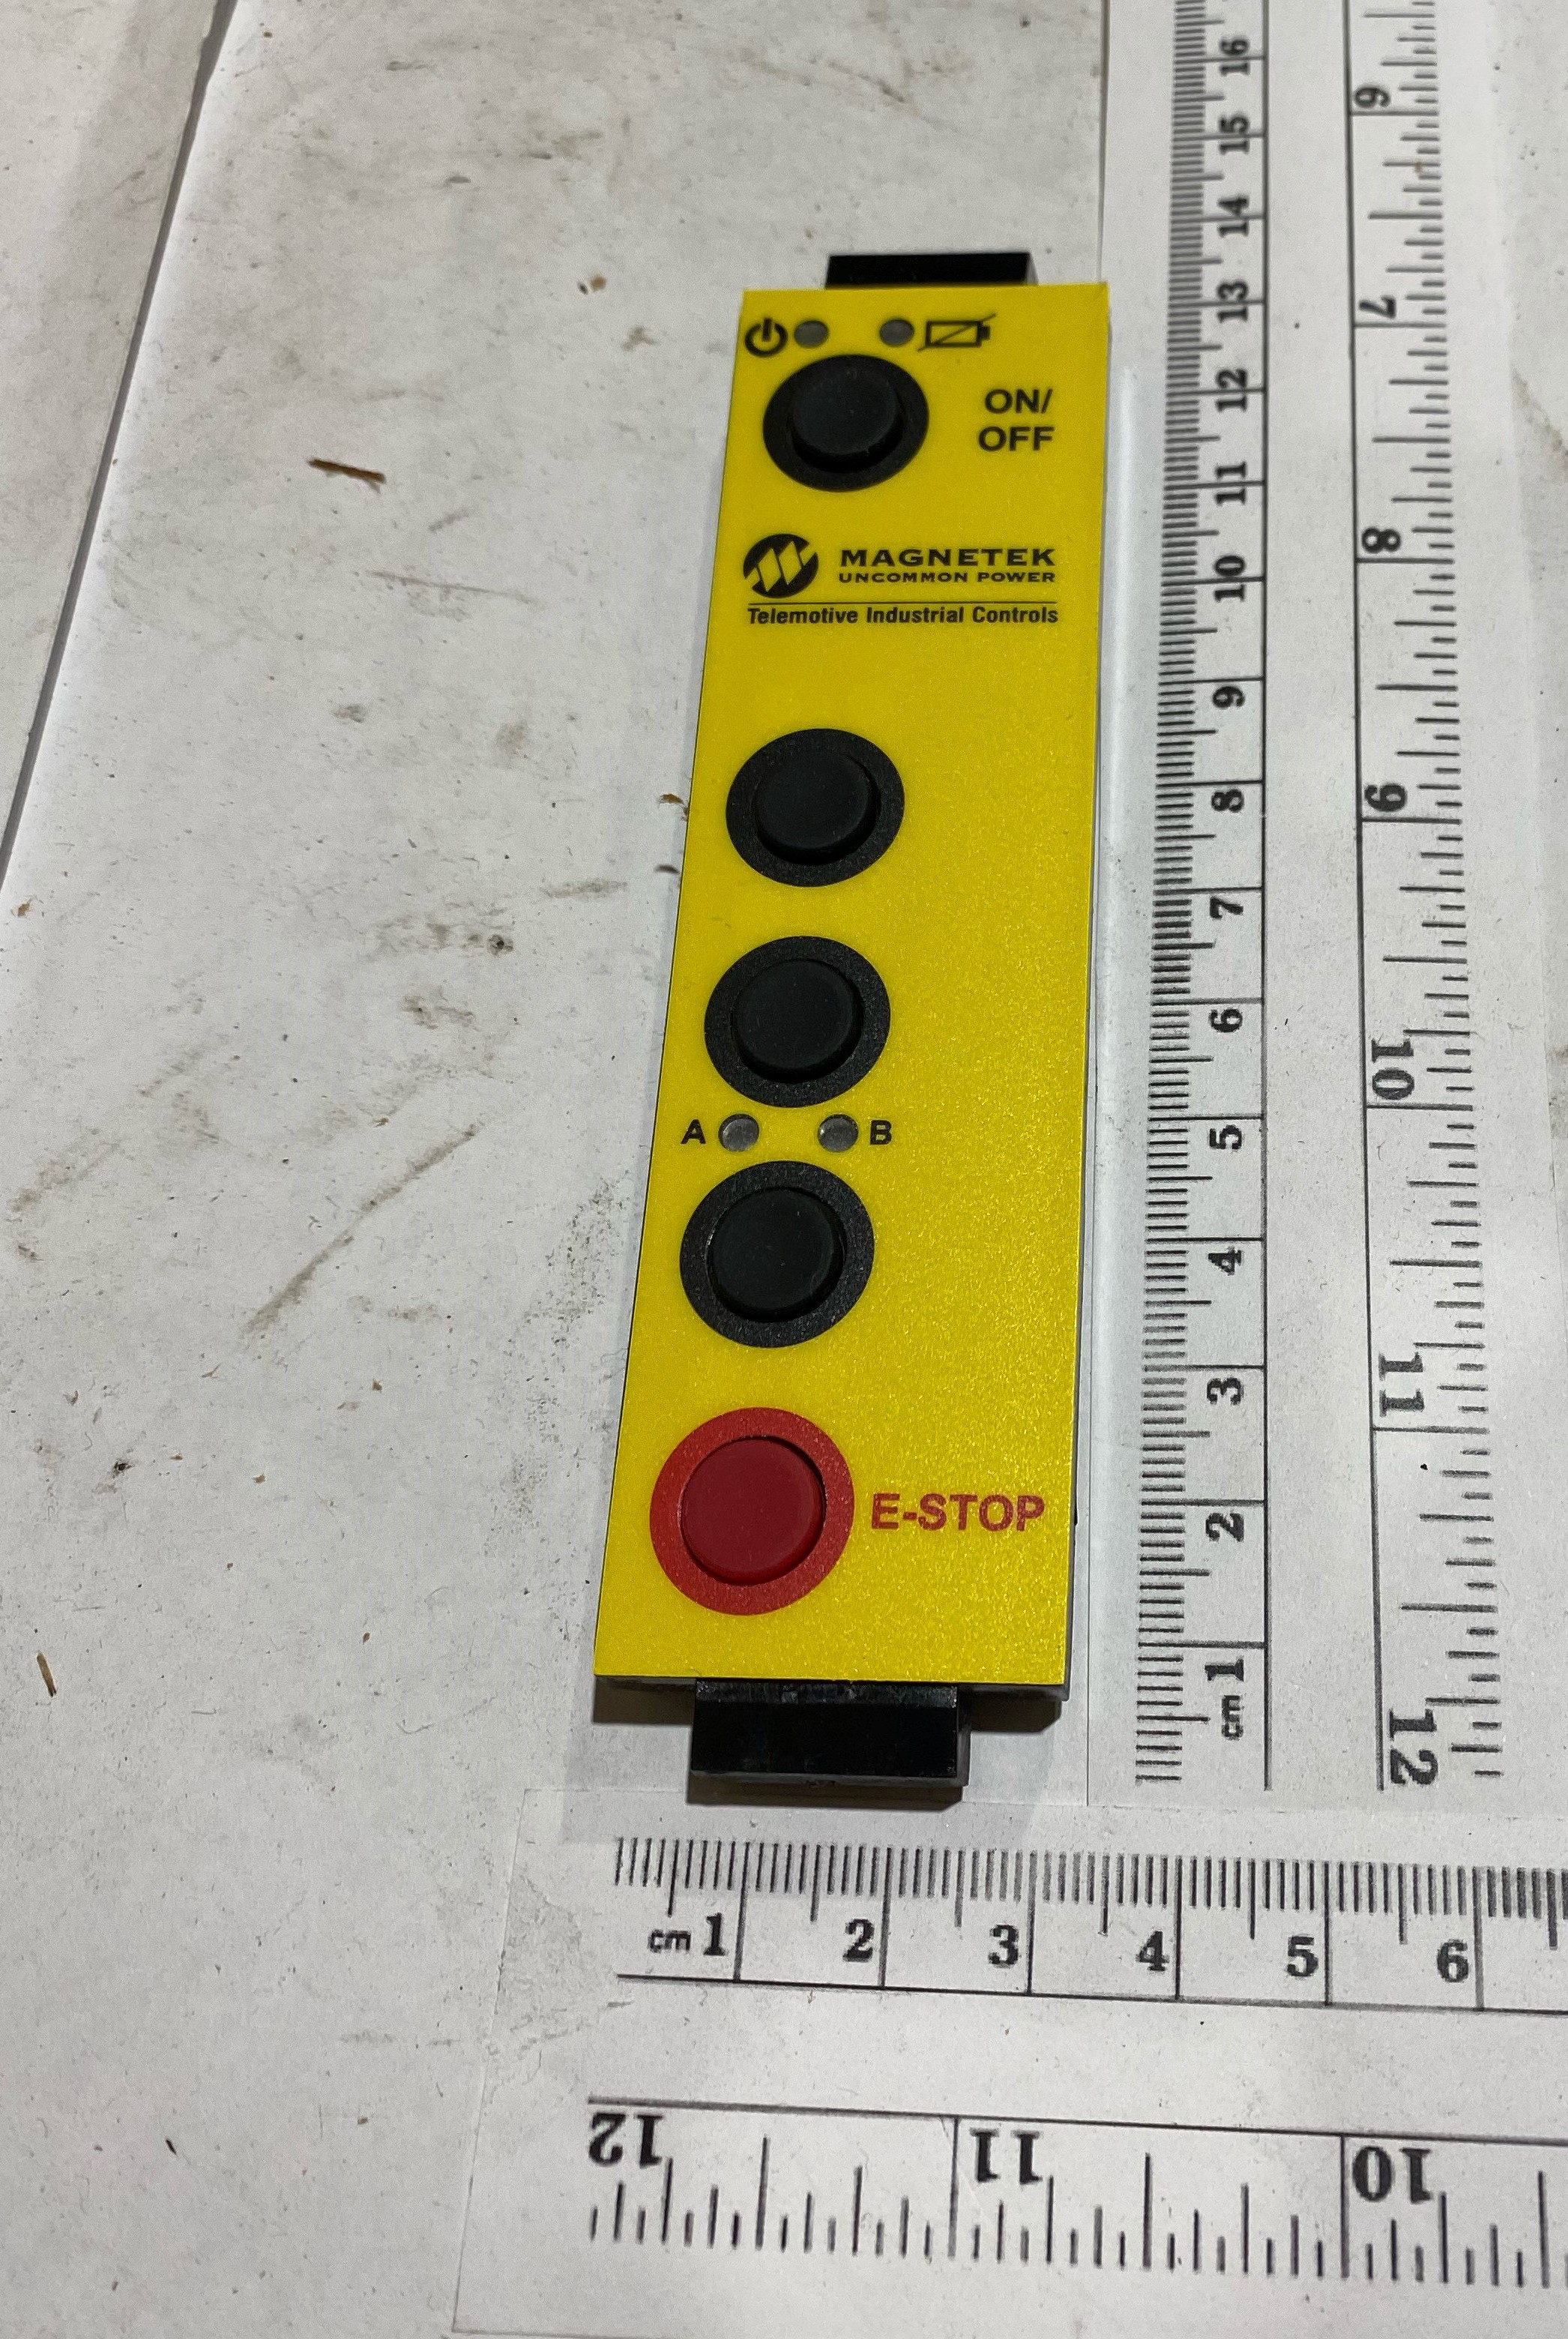 ON/
OFF
MAGNETEK
UNCOMMON POWER
Telemotive Industrial Controls
A B
E-STOP
16
15
14
13
12
11
10
9
8
7
6
5
4
3
2
cm 1
6
7
8
9
10
11
12
cm 1 2 3 4 5 6
12 11 10